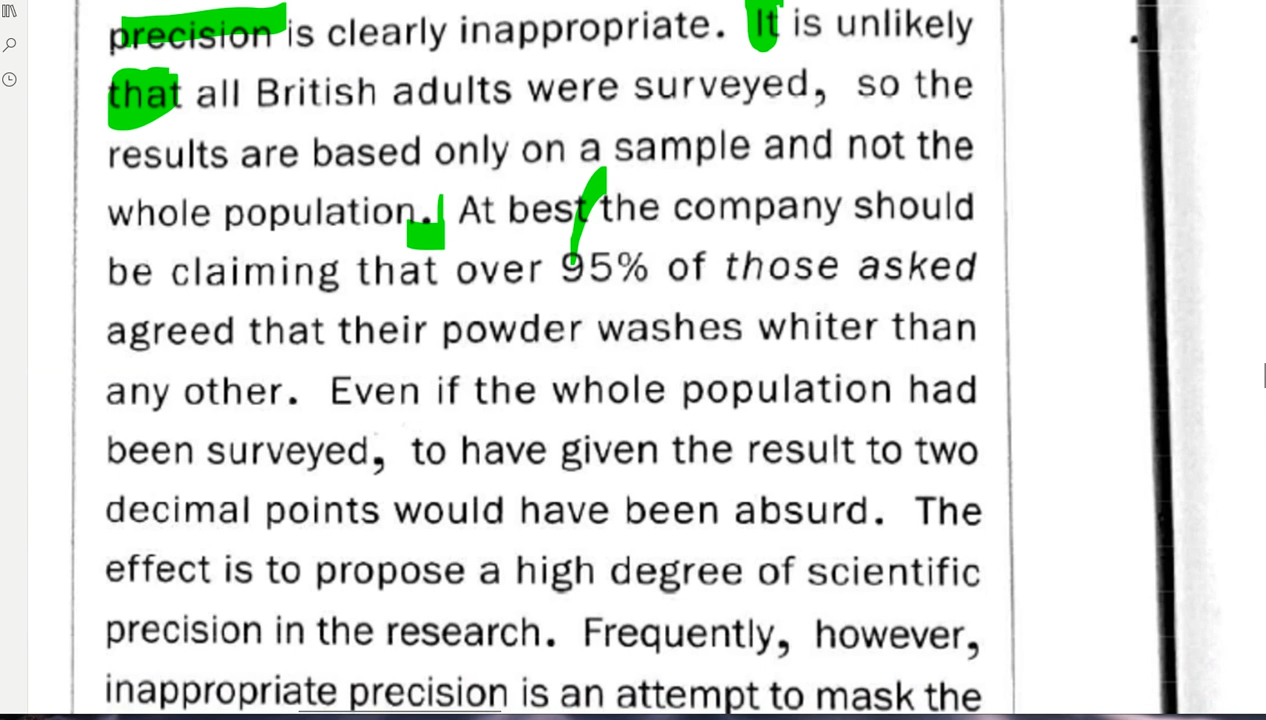 precision is clearly inappropriate. It is unlikely
that all British adults were surveyed, so the
results are based only on a sample and not the
whole population. At best the company should
be claiming that over 95% of those asked
agreed that their powder washes whiter than
any other. Even if the whole population had
been surveyed, to have given the result to two
decimal points would have been absurd. The
effect is to propose a high degree of scientific
precision in the research. Frequently, however,
inappropriate precision is an attempt to mask the